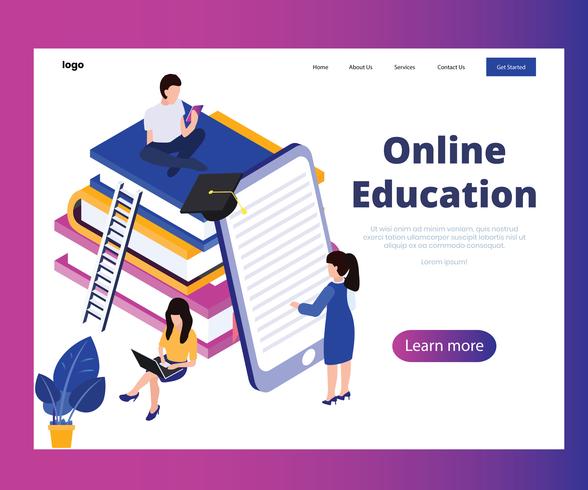 logo
Home About Us Services Contact Us Get Started
Online
Education
Ut wisi enim ad minim veniam, quis nostrud
exerci tation ullamcorper suscipit lobortis nisl ut
aliquip ex ea commodo consequat.
Lorem ipsum!
Learn more